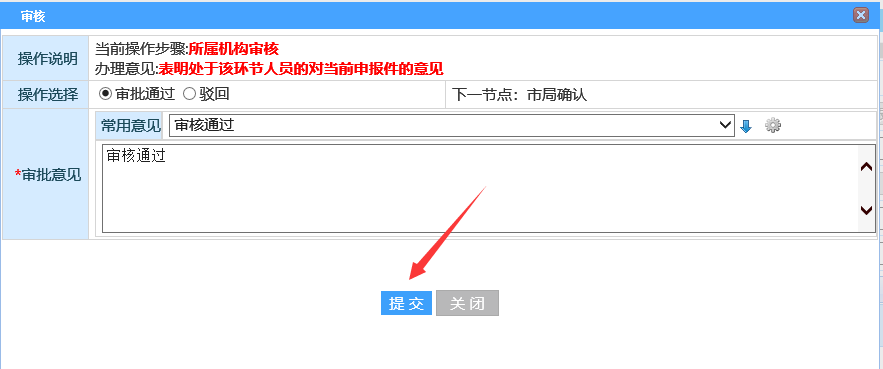 审核
操作说明
当前操作步骤:所属机构审核
办理意见:表明处于该环节人员的对当前申报件的意见
操作选择 审批通过 驳回 下一节点：市局确认
*审批意见
常用意见 审核通过
审核通过
提 交 关 闭